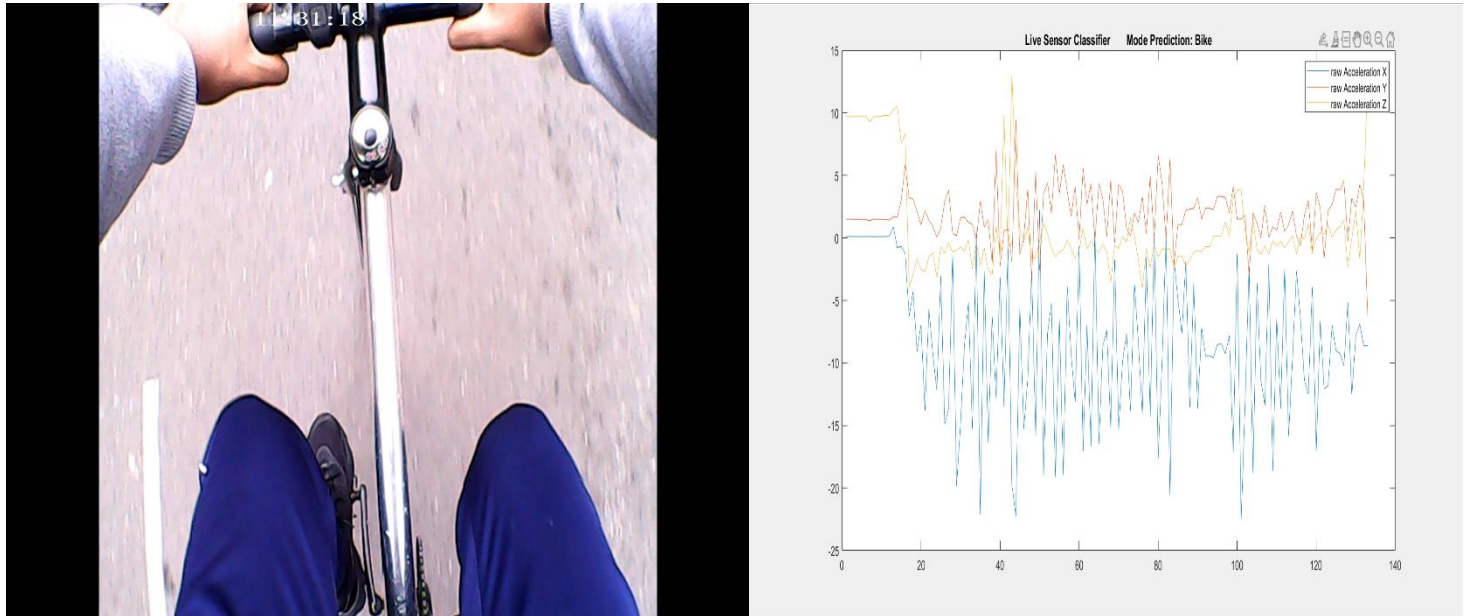 11:31:18
Live Sensor Classifier Mode Prediction: Bike
raw Acceleration X
raw Acceleration Y
raw Acceleration Z
15
10
5
0
-5
-10
-15
-20
-25
0 20 40 60 80 100 120 140